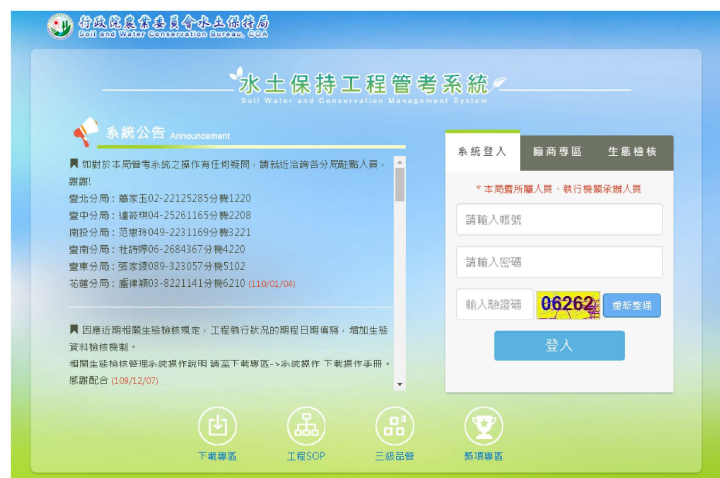 行政院農業委員會水土保持局
Soil and Water Conservation Bureau, COA
水土保持工程管考系統
Soil Water and Conservation Management System
系統公告 Announcement
如對於本局管考系統之操作有任何疑問，請就近洽詢各分局駐點人員，
謝謝!
臺北分局：蕭家玉02-22125285分機1220
臺中分局：04-25261165分機2208
南投分局：范惠玲049-2231169分機3221
臺南分局：杜詩婷06-2684367分機4220
臺東分局：張家089-323057分機5102
花蓮分局：盧律穎03-8221141分機6210 (110/01/04)
因應近期相關生態檢核規定，工程執行狀況的期程日期填寫，增加生態
資料檢核機制。
相關生態檢核管理系統操作說明 請至下載專區->系統操作 下載操作手冊。
感謝配合 (109/12/07)
系統登入 廠商專區 生態檢核
* 本局暨所屬人員、執行機關承辦人員
請輸入帳號
請輸入密碼
輸入驗證碼 06262 重新整理
登入
下載專區 工程SOP 三級品管 獎項專區